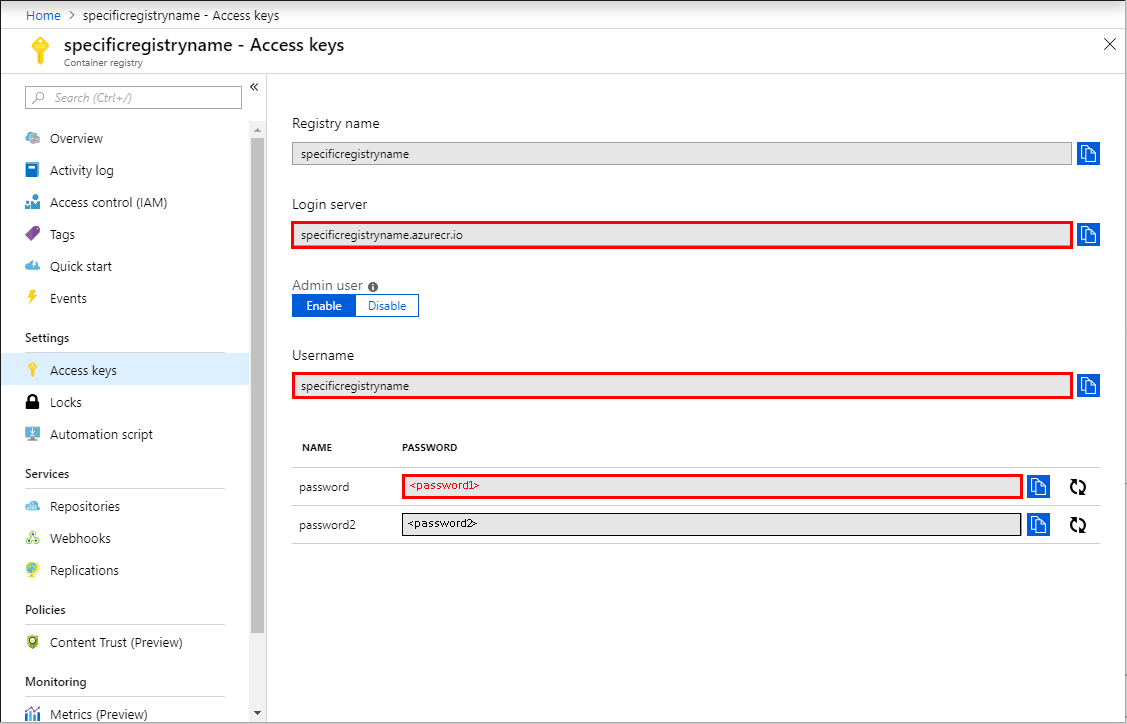 Home > specificregistryname - Access keys
specificregistryname - Access keys
Container registry
Search (Ctrl+/)
Overview
Activity log
Access control (IAM)
Tags
Quick start
Events
Settings
Access keys
Locks
Automation script
Services
Repositories
Webhooks
Replications
Policies
Content Trust (Preview)
Monitoring
Metrics (Preview)
Registry name
specificregistryname
Login server
specificregistryname.azurecr.io
Admin user
Enable Disable
Username
specificregistryname
NAME PASSWORD
password <password1>
password2 <password2>